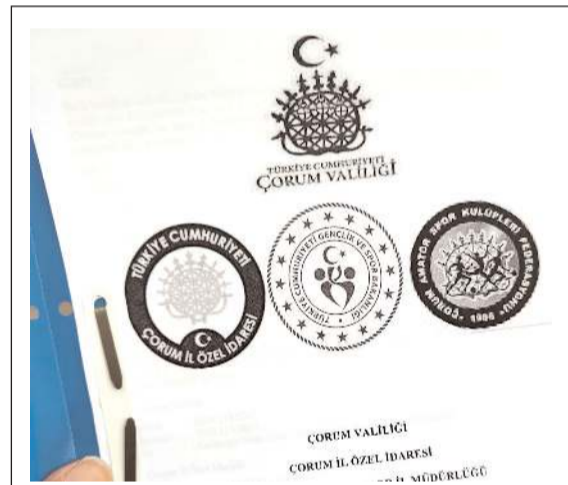 TÜRKİYE CUMHURİYETİ
ÇORUM VALİLİĞİ
TÜRKİYE CUMHURİYETİ
ÇORUM İL ÖZEL İDARESİ
TÜRKİYE CUMHURİYETİ GENÇLİK VE SPOR BAKANLIĞI
ÇORUM AMATÖR SPOR KULÜPLERİ FEDERASYONU
ÇORUM VALİLİĞİ
ÇORUM İL ÖZEL İDARESİ
İL MÜDÜRLÜĞÜ